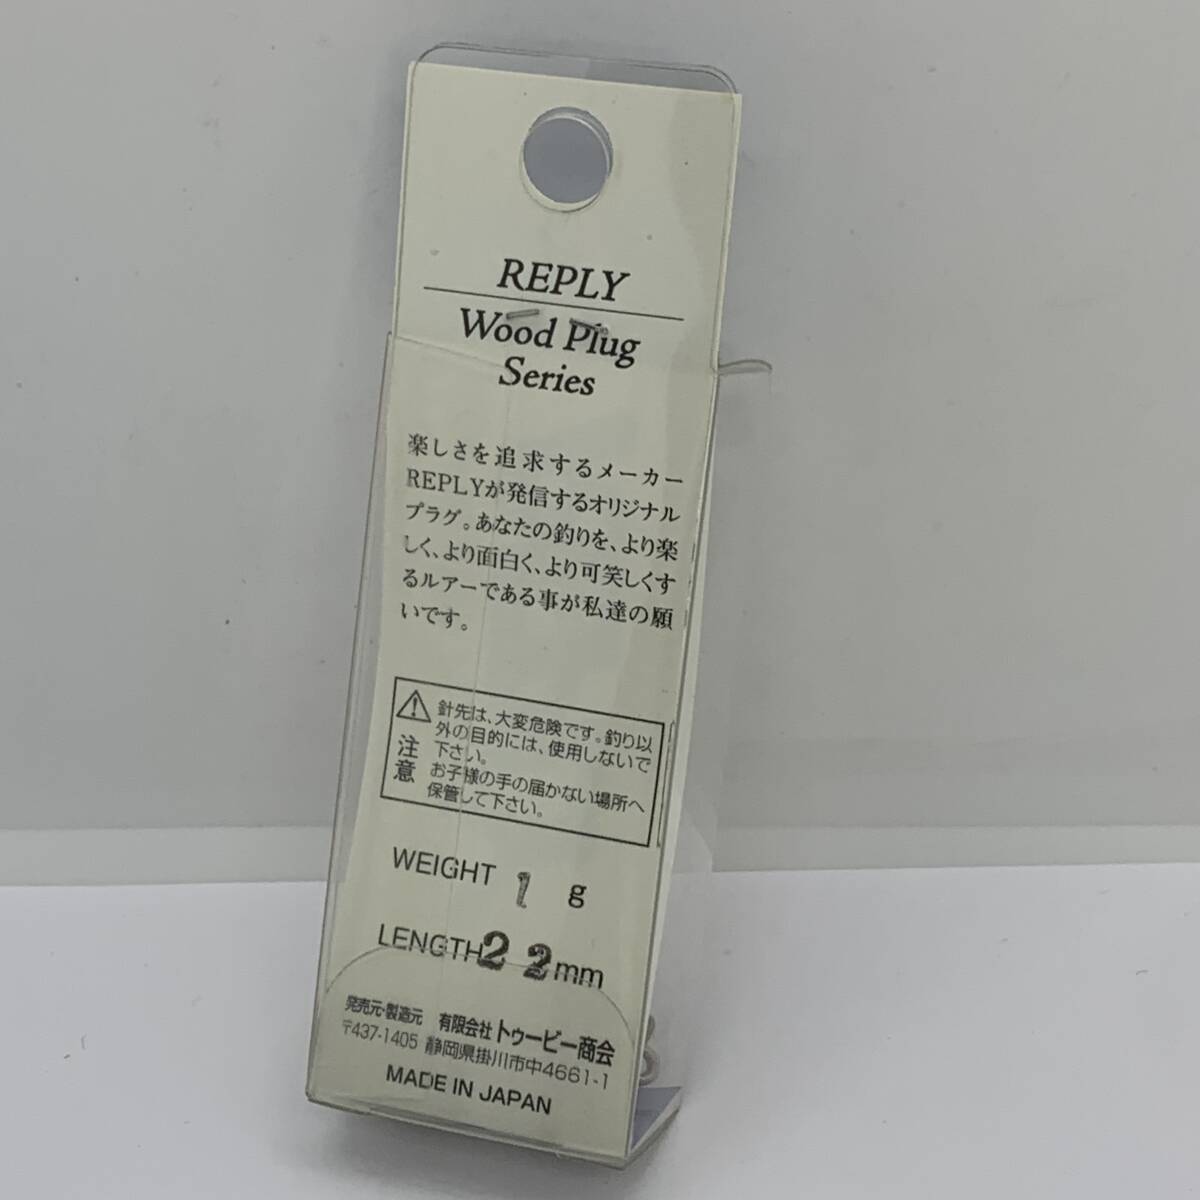 REPLY
Wood Plug
Series
楽しさを追求するメーカー
REPLYが発信するオリジナル
プラグ。あなたの釣りを、より楽
しく、より面白く、より可笑しくす
るルアーである事が私達の願
いです。
注意
針先は、大変危険です。釣り以
外の目的には、使用しないで
下さい。
お子様の手の届かない場所へ
保管して下さい。
WEIGHT 1 g
LENGTH 22mm
発売元・製造元 有限会社トゥービー商会
〒437-1405 静岡県掛川市中4661-1
MADE IN JAPAN